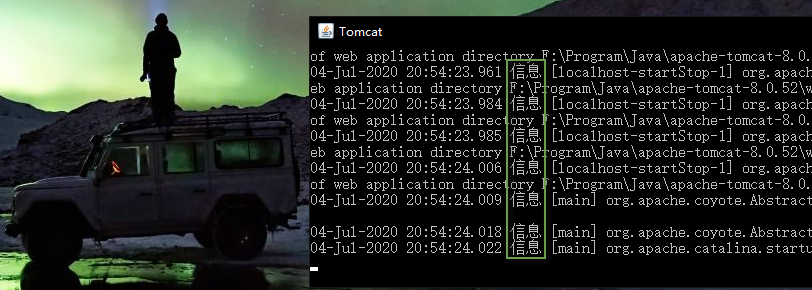 Tomcat
of web application directory F:\Program\Java\apache-tomcat-8.0.
04-Jul-2020 20:54:23.961 信息 [localhost-startStop-1] org.apac
eb application directory F:\Program\Java\apache-tomcat-8.0.52\w
04-Jul-2020 20:54:23.984 信息 [localhost-startStop-1] org.apac
of web application directory F:\Program\Java\apache-tomcat-8.0.
04-Jul-2020 20:54:23.985 信息 [localhost-startStop-1] org.apac
eb application directory F:\Program\Java\apache-tomcat-8.0.52\w
04-Jul-2020 20:54:24.006 信息 [localhost-startStop-1] org.apac
of web application directory F:\Program\Java\apache-tomcat-8.0.
04-Jul-2020 20:54:24.009 信息 [main] org.apache.coyote.Abstract
04-Jul-2020 20:54:24.018 信息 [main] org.apache.coyote.Abstract
04-Jul-2020 20:54:24.022 信息 [main] org.apache.catalina.startu